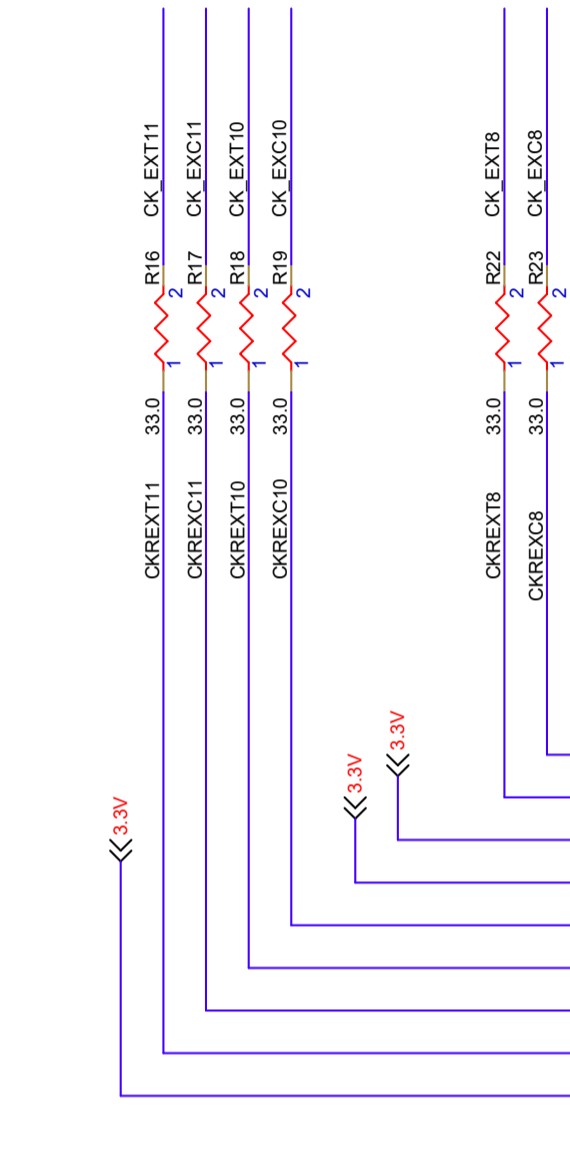 CK_EXT11
CK_EXC11
CK_EXT10
CK_EXC10
CK_EXT8
CK_EXC8
R16
R17
R18
R19
R22
R23
2
2
2
2
2
2
1
1
1
1
1
1
33.0
33.0
33.0
33.0
33.0
33.0
CKREXT11
CKREXC11
CKREXT10
CKREXC10
CKREXT8
CKREXC8
3.3V
3.3V
3.3V